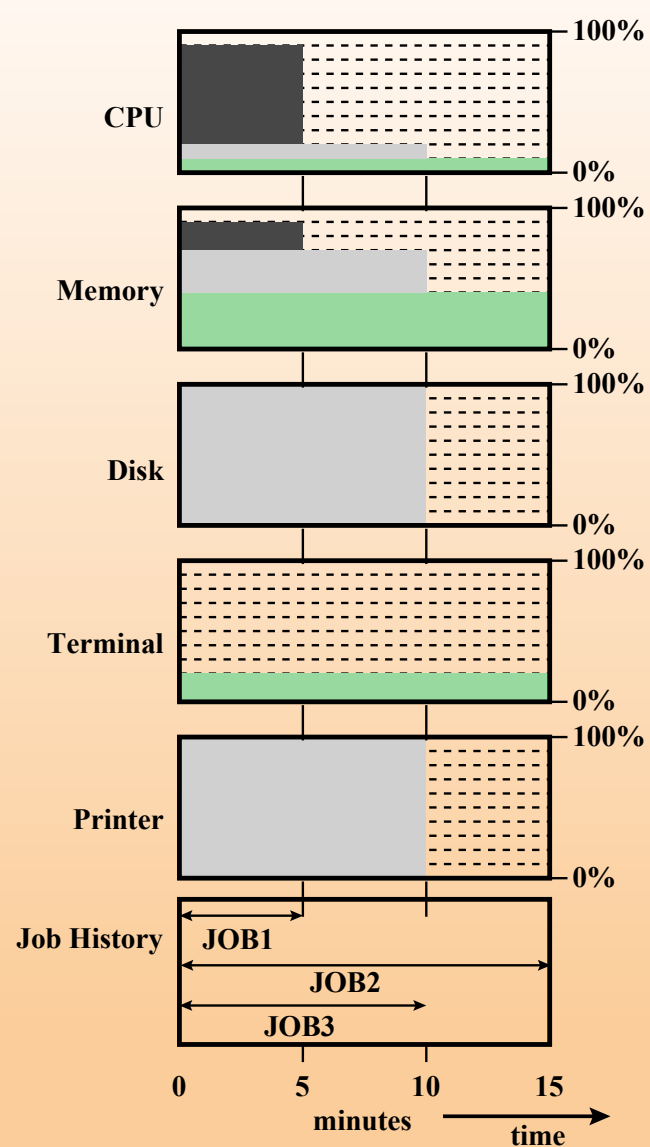 100%
CPU
0%
100%
Memory
0%
100%
Disk
0%
100%
Terminal
0%
100%
Printer
0%
Job History
JOB1
JOB2
JOB3
0 5 10 15
minutes
time